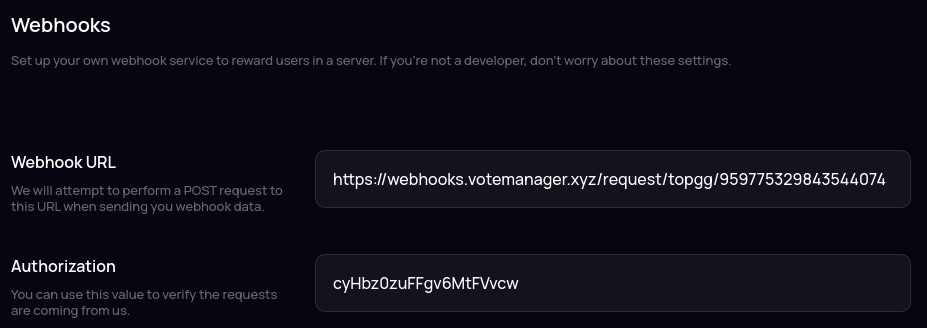 Webhooks
Set up your own webhook service to reward users in a server. If you're not a developer, don't worry about these settings.
Webhook URL
We will attempt to perform a POST request to
this URL when sending you webhook data.
https://webhooks.votemanager.xyz/request/topgg/959775329843544074
Authorization
You can use this value to verify the requests
are coming from us.
cyHbz0zuFFgv6MtFVvcw